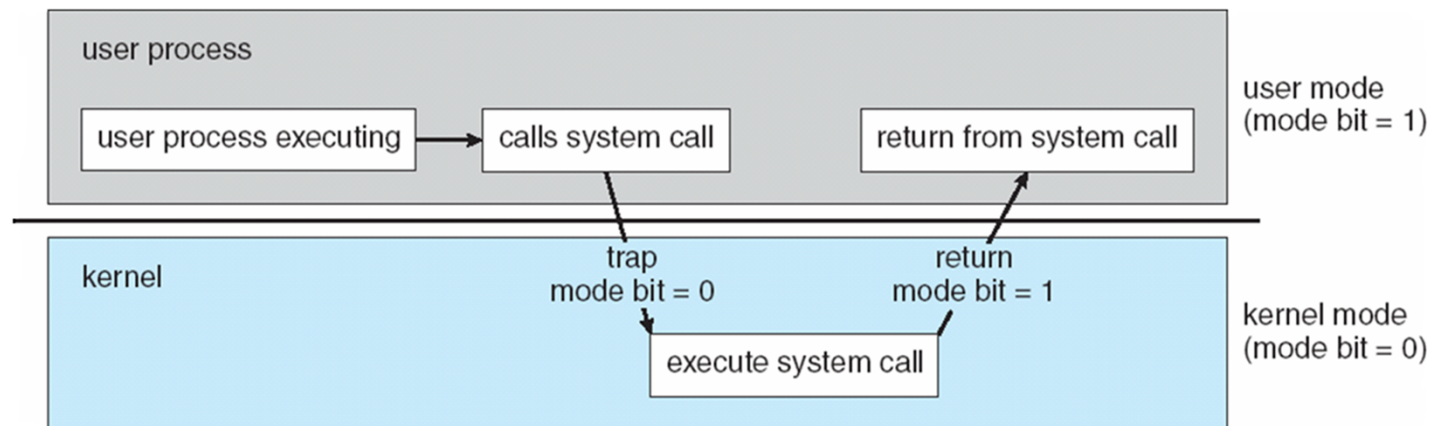 user process
user process executing
calls system call
return from system call
user mode
(mode bit = 1)
kernel
trap
mode bit = 0
return
mode bit = 1
execute system call
kernel mode
(mode bit = 0)